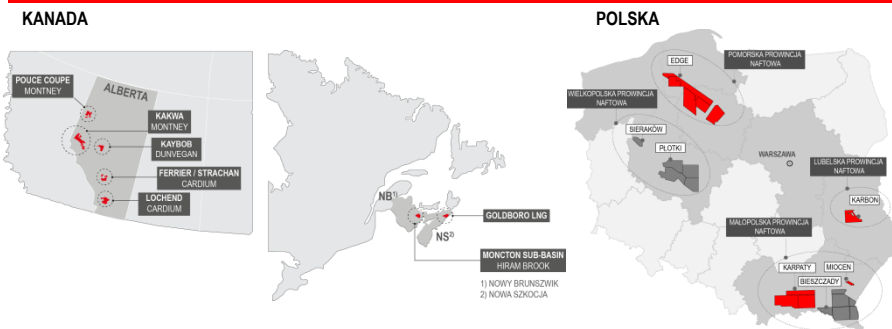 KANADA
POUCE COUPE
MONTNEY
ALBERTA
KAKWA
MONTNEY
KAYBOB
DUNVEGAN
FERRIER / STRACHAN
CARDIUM
LOCHEND
CARDIUM
NB¹⁾
NS²⁾
GOLDBORO LNG
MONCTON SUB-BASIN
HIRAM BROOK
1) NOWY BRUNSZWIK
2) NOWA SZKOCJA
POLSKA
EDGE
POMORSKA PROWINCJA
NAFTOWA
WIELKOPOLSKA PROWINCJA
NAFTOWA
SIERAKÓW
PŁOTKI
WARSZAWA
LUBELSKA PROWINCJA
NAFTOWA
KARBON
MAŁOPOLSKA PROWINCJA
NAFTOWA
KARPATY
MIOCEN
BIESZCZADY